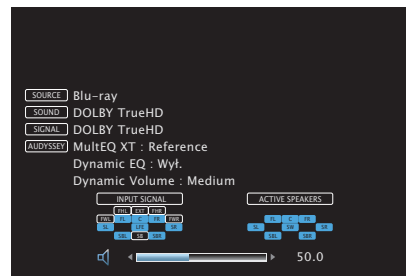 SOURCE Blu-ray
SOUND DOLBY TrueHD
SIGNAL DOLBY TrueHD
AUDYSSEY MultEQ XT : Reference
Dynamic EQ : Wył.
Dynamic Volume : Medium
INPUT SIGNAL ACTIVE SPEAKERS
FHL EXT FHR
FWL FL C FR FWR FL C FR
SL LFE SR SL SW SR
SBL SB SBR SBL SBR
50.0